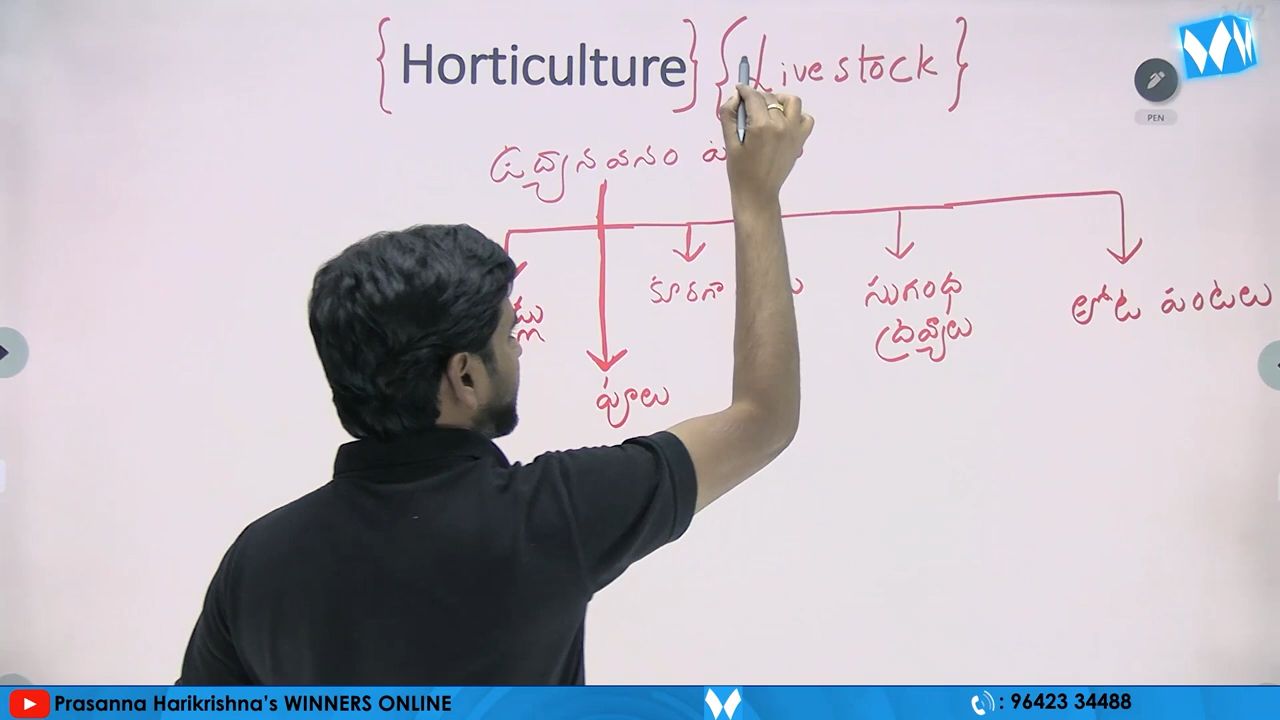 {Horticulture} {Livestock}
PEN
ఉద్యానవనం
కూరగా
సుగంధ
ద్రవ్యాలు
తోట పంటలు
పూలు
Prasanna Harikrishna's WINNERS ONLINE
: 96423 34488